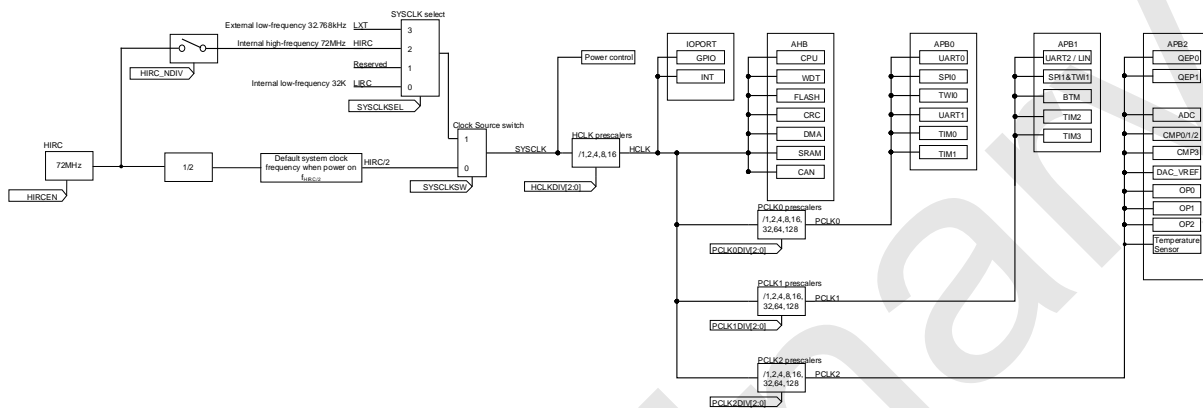 SYSCLK select
External low-frequency 32.768kHz LXT
3
Internal high-frequency 72MHz HIRC
2
Reserved
1
Internal low-frequency 32K LIRC
0
HIRC_NDIV
SYSCLKSEL
Clock Source switch
1
0
SYSCLKSW
HIRC
72MHz
HIRCEN
1/2
Default system clock
frequency when power on
fHIRC/2
HIRC/2
SYSCLK
Power control
HCLK prescalers
/1,2,4,8,16
HCLKDIV[2:0]
HCLK
IOPORT
GPIO
INT
AHB
CPU
WDT
FLASH
CRC
DMA
SRAM
CAN
APB0
UART0
SPI0
TWI0
UART1
TIM0
TIM1
APB1
UART2 / LIN
SPI1&TWI1
BTM
TIM2
TIM3
APB2
QEP0
QEP1
ADC
CMP0/1/2
CMP3
DAC_VREF
OP0
OP1
OP2
Temperature
Sensor
PCLK0 prescalers
/1,2,4,8,16,
32,64,128
PCLK0
PCLK0DIV[2:0]
PCLK1 prescalers
/1,2,4,8,16,
32,64,128
PCLK1
PCLK1DIV[2:0]
PCLK2 prescalers
/1,2,4,8,16,
32,64,128
PCLK2
PCLK2DIV[2:0]